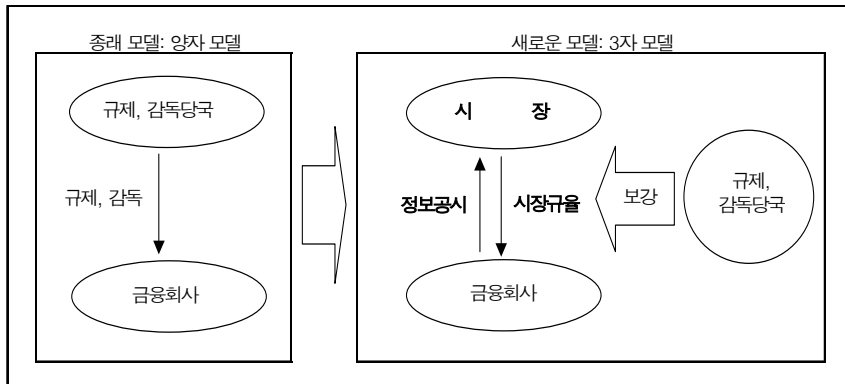 종래 모델: 양자 모델
규제, 감독당국
규제, 감독
금융회사
새로운 모델: 3자 모델
시 장
정보공시
시장규율
금융회사
보강
규제,
감독당국